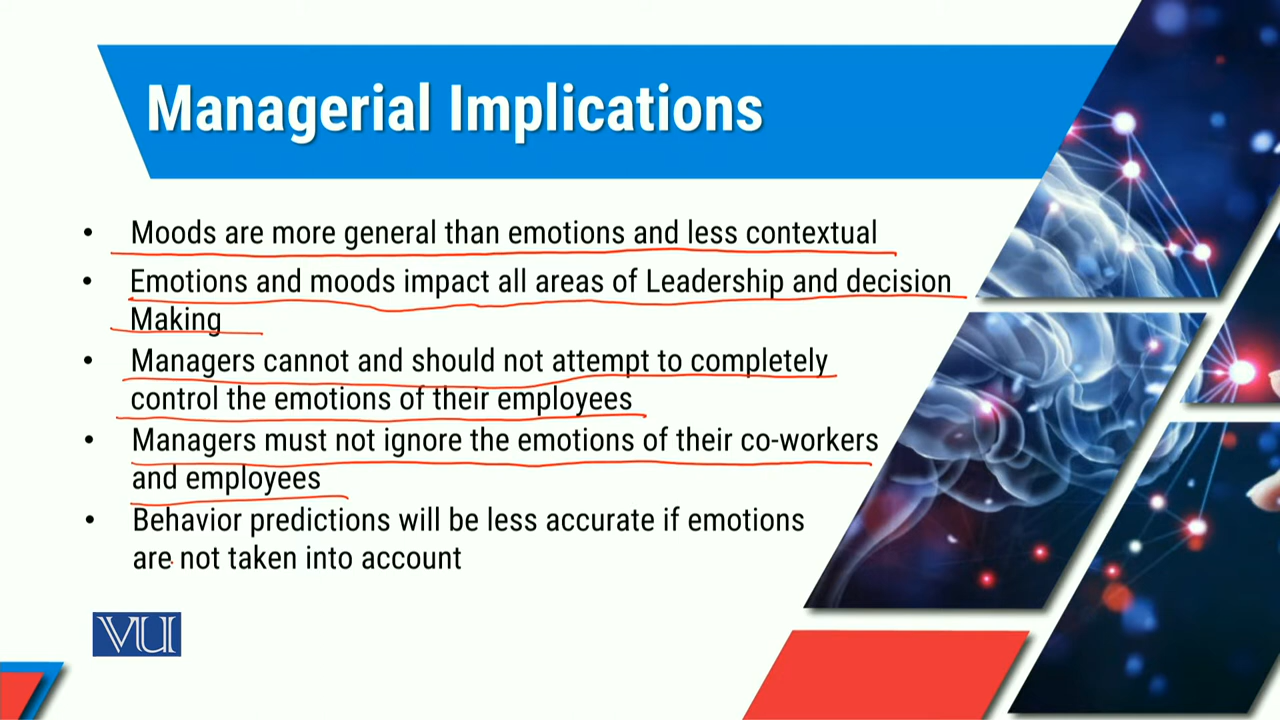 Managerial Implications
• Moods are more general than emotions and less contextual
• Emotions and moods impact all areas of Leadership and decision
Making
• Managers cannot and should not attempt to completely
control the emotions of their employees
• Managers must not ignore the emotions of their co-workers
and employees
• Behavior predictions will be less accurate if emotions
are not taken into account
VU